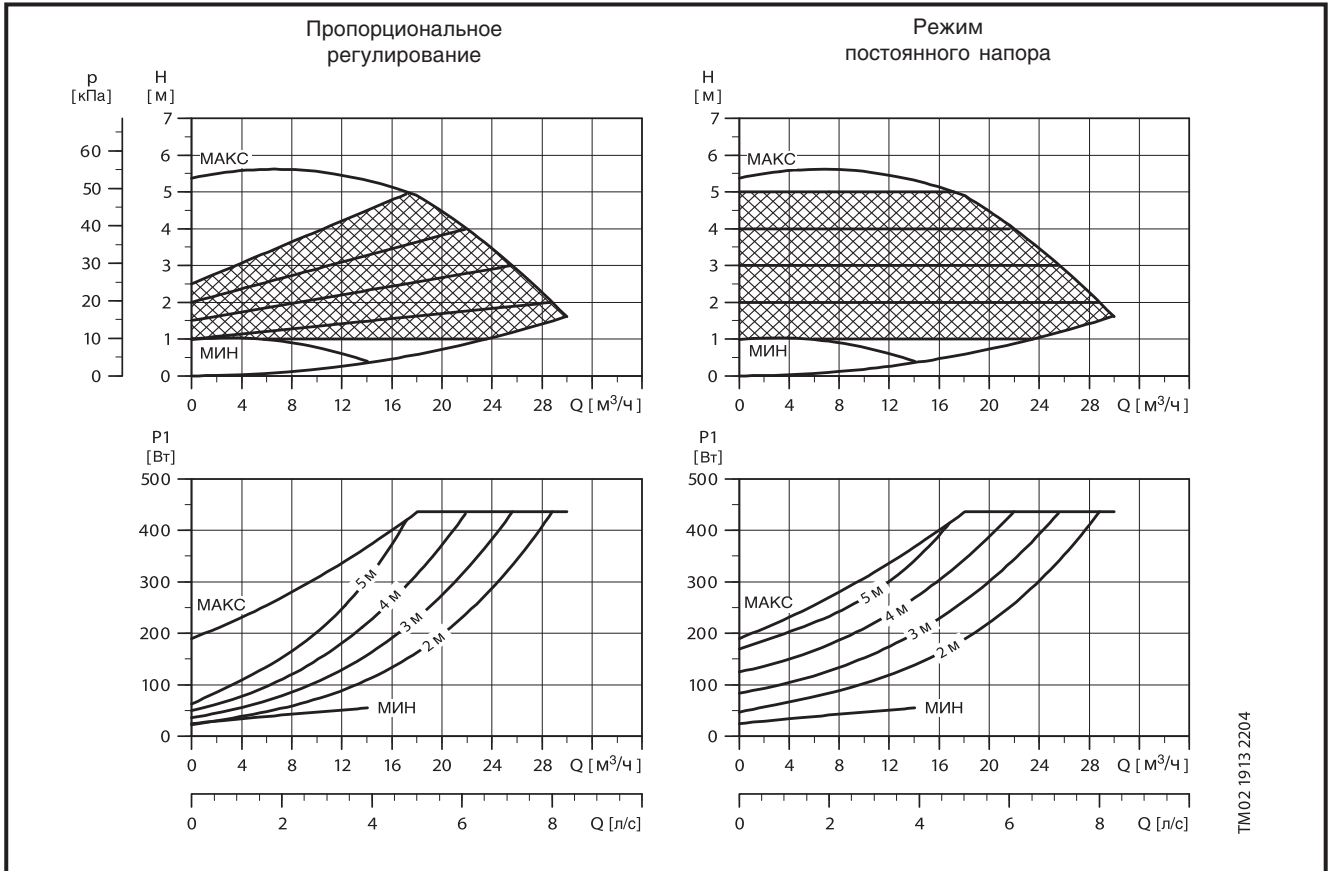 Пропорциональное
регулирование
Режим
постоянного напора
p
[кПа]
H
[м]
60
50
40
30
20
10
0
7
6
5
4
3
2
1
0
МАКС
МИН
0 4 8 12 16 20 24 28 Q [м³/ч]
H
[м]
7
6
5
4
3
2
1
0
МАКС
МИН
0 4 8 12 16 20 24 28 Q [м³/ч]
P1
[Вт]
500
400
300
200
100
0
МАКС
5 м
4 м
3 м
2 м
МИН
0 4 8 12 16 20 24 28 Q [м³/ч]
0 2 4 6 8 Q [л/с]
P1
[Вт]
500
400
300
200
100
0
МАКС
5 м
4 м
3 м
2 м
МИН
0 4 8 12 16 20 24 28 Q [м³/ч]
0 2 4 6 8 Q [л/с]
TM02 1913 2204